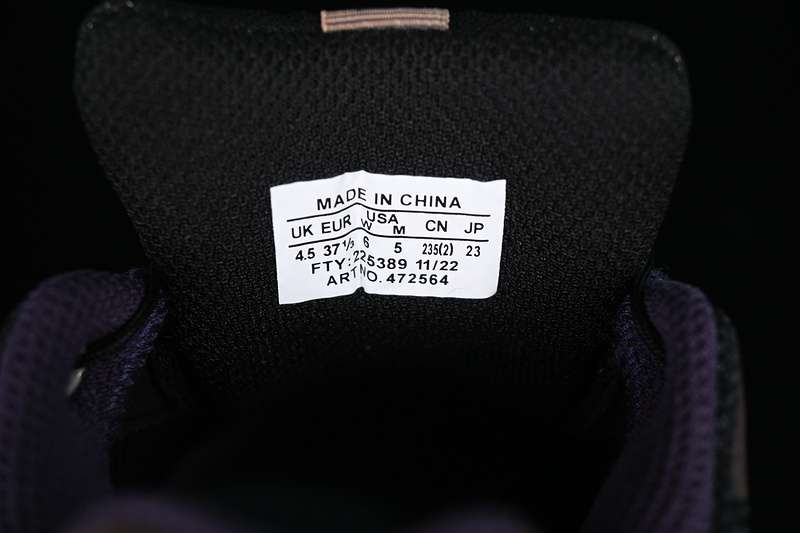 MADE IN CHINA
UK EUR USA W M CN JP
4.5 37 1/3 6 5 235(2) 23
FTY: 225389 11/22
ART NO. 472564